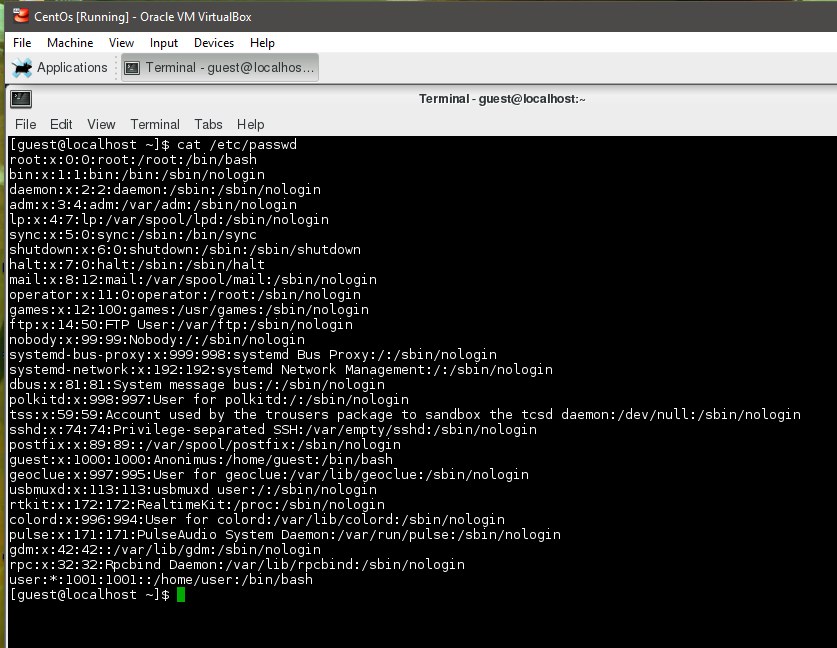 CentOs [Running] - Oracle VM VirtualBox
File Machine View Input Devices Help
Applications Terminal - guest@localhos...
Terminal - guest@localhost:~
File Edit View Terminal Tabs Help
[guest@localhost ~]$ cat /etc/passwd
root:x:0:0:root:/root:/bin/bash
bin:x:1:1:bin:/bin:/sbin/nologin
daemon:x:2:2:daemon:/sbin:/sbin/nologin
adm:x:3:4:adm:/var/adm:/sbin/nologin
lp:x:4:7:lp:/var/spool/lpd:/sbin/nologin
sync:x:5:0:sync:/sbin:/bin/sync
shutdown:x:6:0:shutdown:/sbin:/sbin/shutdown
halt:x:7:0:halt:/sbin:/sbin/halt
mail:x:8:12:mail:/var/spool/mail:/sbin/nologin
operator:x:11:0:operator:/root:/sbin/nologin
games:x:12:100:games:/usr/games:/sbin/nologin
ftp:x:14:50:FTP User:/var/ftp:/sbin/nologin
nobody:x:99:99:Nobody:/:/sbin/nologin
systemd-bus-proxy:x:999:998:systemd Bus Proxy:/:/sbin/nologin
systemd-network:x:192:192:systemd Network Management:/:/sbin/nologin
dbus:x:81:81:System message bus:/:/sbin/nologin
polkitd:x:998:997:User for polkitd:/:/sbin/nologin
tss:x:59:59:Account used by the trousers package to sandbox the tcsd daemon:/dev/null:/sbin/nologin
sshd:x:74:74:Privilege-separated SSH:/var/empty/sshd:/sbin/nologin
postfix:x:89:89::/var/spool/postfix:/sbin/nologin
guest:x:1000:1000:Anonimus:/home/guest:/bin/bash
geoclue:x:997:995:User for geoclue:/var/lib/geoclue:/sbin/nologin
usbmuxd:x:113:113:usbmuxd user:/:/sbin/nologin
rtkit:x:172:172:RealtimeKit:/proc:/sbin/nologin
colord:x:996:994:User for colord:/var/lib/colord:/sbin/nologin
pulse:x:171:171:PulseAudio System Daemon:/var/run/pulse:/sbin/nologin
gdm:x:42:42::/var/lib/gdm:/sbin/nologin
rpc:x:32:32:Rpcbind Daemon:/var/lib/rpcbind:/sbin/nologin
user:*:1001:1001::/home/user:/bin/bash
[guest@localhost ~]$